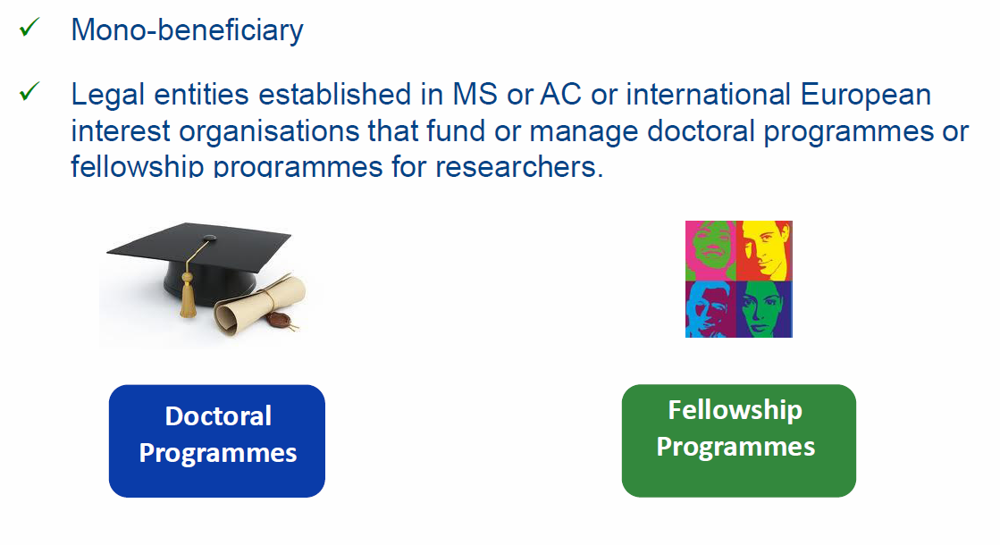 Mono-beneficiary
Legal entities established in MS or AC or international European
interest organisations that fund or manage doctoral programmes or
fellowship programmes for researchers.
Doctoral
Programmes
Fellowship
Programmes